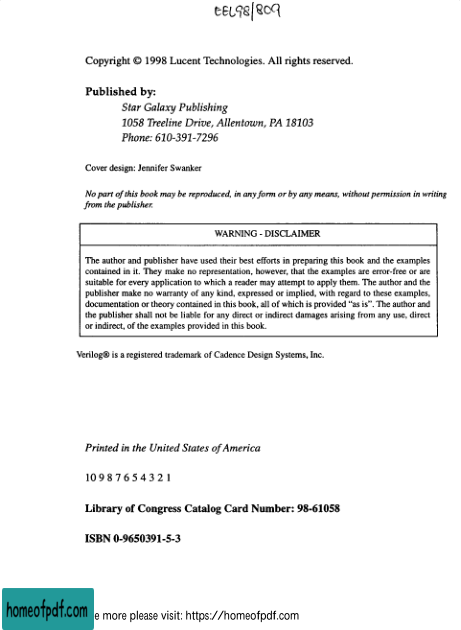 EEL98/809
Copyright © 1998 Lucent Technologies. All rights reserved.
Published by:
Star Galaxy Publishing
1058 Treeline Drive, Allentown, PA 18103
Phone: 610-391-7296
Cover design: Jennifer Swanker
No part of this book may be reproduced, in any form or by any means, without permission in writing
from the publisher.
WARNING - DISCLAIMER
The author and publisher have used their best efforts in preparing this book and the examples
contained in it. They make no representation, however, that the examples are error-free or are
suitable for every application to which a reader may attempt to apply them. The author and the
publisher make no warranty of any kind, expressed or implied, with regard to these examples,
documentation or theory contained in this book, all of which is provided “as is”. The author and
the publisher shall not be liable for any direct or indirect damages arising from any use, direct
or indirect, of the examples provided in this book.
Verilog® is a registered trademark of Cadence Design Systems, Inc.
Printed in the United States of America
10 9 8 7 6 5 4 3 2 1
Library of Congress Catalog Card Number: 98-61058
ISBN 0-9650391-5-3
homeofpdf.com e more please visit: https://homeofpdf.com